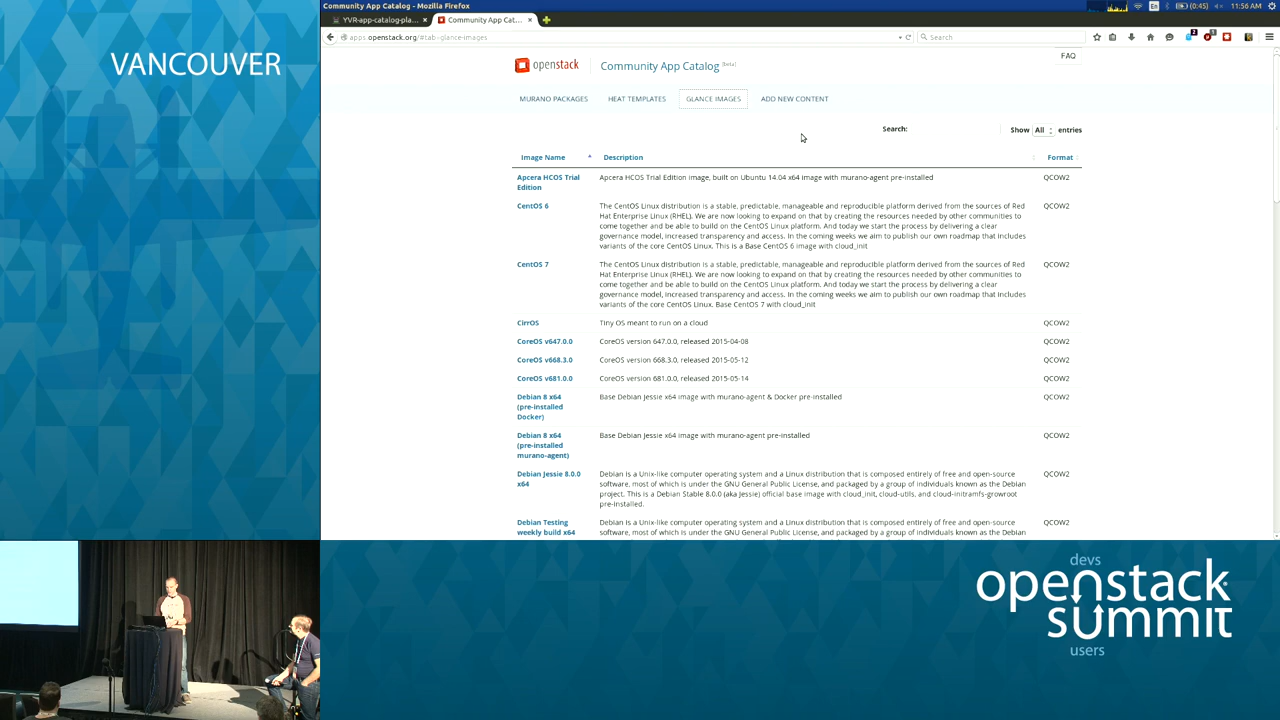 Community App Catalog - Mozilla Firefox
(0:45)
11:56 AM
YVR-app-catalog-pla...
Community App Cat...
apps.openstack.org/#tab=glance-images
Search
VANCOUVER
openstack
Community App Catalog [beta]
FAQ
MURANO PACKAGES
HEAT TEMPLATES
GLANCE IMAGES
ADD NEW CONTENT
Search:
Show All entries
Image Name
Description
Format
Apcera HCOS Trial
Edition
Apcera HCOS Trial Edition image, built on Ubuntu 14.04 x64 image with murano-agent pre-installed
QCOW2
CentOS 6
The CentOS Linux distribution is a stable, predictable, manageable and reproducible platform derived from the sources of Red
Hat Enterprise Linux (RHEL). We are now looking to expand on that by creating the resources needed by other communities to
come together and be able to build on the CentOS Linux platform. And today we start the process by delivering a clear
governance model, increased transparency and access. In the coming weeks we aim to publish our own roadmap that includes
variants of the core CentOS Linux. This is a Base CentOS 6 image with cloud_init
QCOW2
CentOS 7
The CentOS Linux distribution is a stable, predictable, manageable and reproducible platform derived from the sources of Red
Hat Enterprise Linux (RHEL). We are now looking to expand on that by creating the resources needed by other communities to
come together and be able to build on the CentOS Linux platform. And today we start the process by delivering a clear
governance model, increased transparency and access. In the coming weeks we aim to publish our own roadmap that includes
variants of the core CentOS Linux. Base CentOS 7 with cloud_init
QCOW2
CirrOS
Tiny OS meant to run on a cloud
QCOW2
CoreOS v647.0.0
CoreOS version 647.0.0, released 2015-04-08
QCOW2
CoreOS v668.3.0
CoreOS version 668.3.0, released 2015-05-12
QCOW2
CoreOS v681.0.0
CoreOS version 681.0.0, released 2015-05-14
QCOW2
Debian 8 x64
(pre-installed
Docker)
Base Debian Jessie x64 image with murano-agent & Docker pre-installed
QCOW2
Debian 8 x64
(pre-installed
murano-agent)
Base Debian Jessie x64 image with murano-agent pre-installed
QCOW2
Debian Jessie 8.0.0
x64
Debian is a Unix-like computer operating system and a Linux distribution that is composed entirely of free and open-source
software, most of which is under the GNU General Public License, and packaged by a group of individuals known as the Debian
project. This is a Debian Stable 8.0.0 (aka Jessie) official base image with cloud_init, cloud-utils, and cloud-initramfs-growroot
pre-installed.
QCOW2
Debian Testing
weekly build x64
Debian is a Unix-like computer operating system and a Linux distribution that is composed entirely of free and open-source
software, most of which is under the GNU General Public License, and packaged by a group of individuals known as the Debian
QCOW2
devs
openstack
summit
users